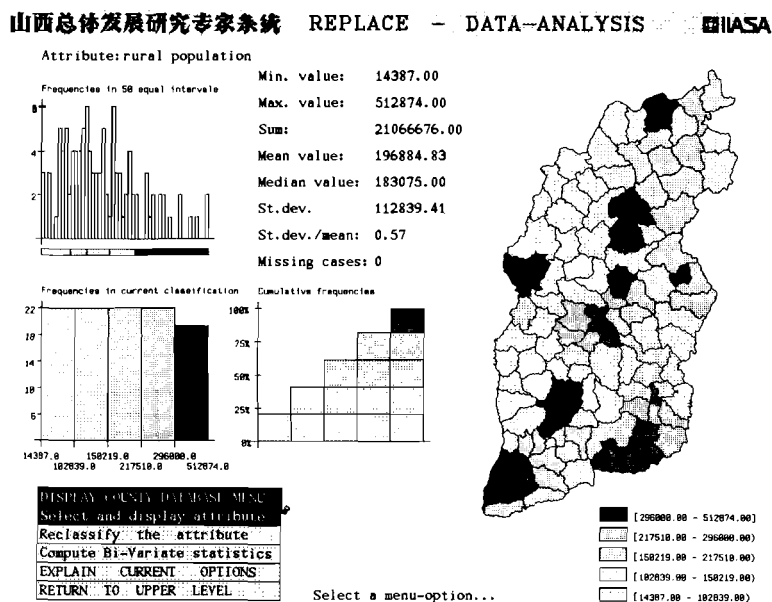 山西总体发展研究专家系统 REPLACE - DATA-ANALYSIS IIASA
Attribute: rural population
Frequencies in 50 equal intervals
6
4
2
Min. value: 14387.00
Max. value: 512874.00
Sum: 21066676.00
Mean value: 196884.83
Median value: 183075.00
St.dev. 112839.41
St.dev./mean: 0.57
Missing cases: 0
Frequencies in current classification
22
18
14
10
6
14387.0 150219.0 296000.0
102839.0 217510.0 512874.0
Cumulative frequencies
100%
75%
50%
25%
0%
DISPLAY COUNTY DATABASE MENU
Select and display attribute
Reclassify the attribute
Compute Bi-Variate statistics
EXPLAIN CURRENT OPTIONS
RETURN TO UPPER LEVEL
Select a menu-option...
[296000.00 - 512874.00]
[217510.00 - 296000.00)
[150219.00 - 217510.00)
[102839.00 - 150219.00)
[14387.00 - 102839.00)